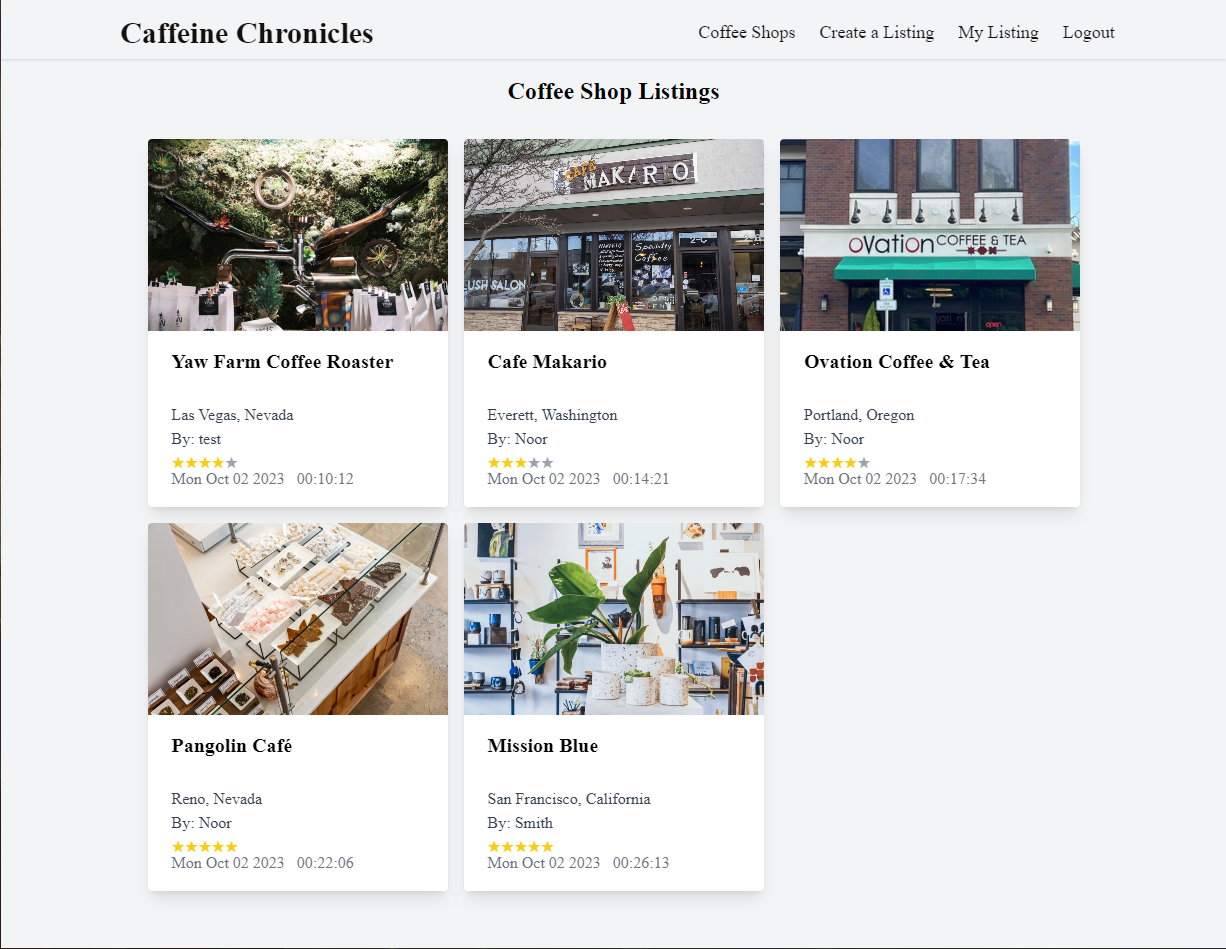 Caffeine Chronicles
Coffee Shops
Create a Listing
My Listing
Logout
Coffee Shop Listings
CAFE
MAKARIO
Specialty
Coffee
2-C
LUSH SALON
Yaw Farm Coffee Roaster
Las Vegas, Nevada
By: test
Mon Oct 02 2023 00:10:12
Cafe Makario
Everett, Washington
By: Noor
Mon Oct 02 2023 00:14:21
oVation COFFEE & TEA
open
Ovation Coffee & Tea
Portland, Oregon
By: Noor
Mon Oct 02 2023 00:17:34
Pangolin Café
Reno, Nevada
By: Noor
Mon Oct 02 2023 00:22:06
Mission Blue
San Francisco, California
By: Smith
Mon Oct 02 2023 00:26:13